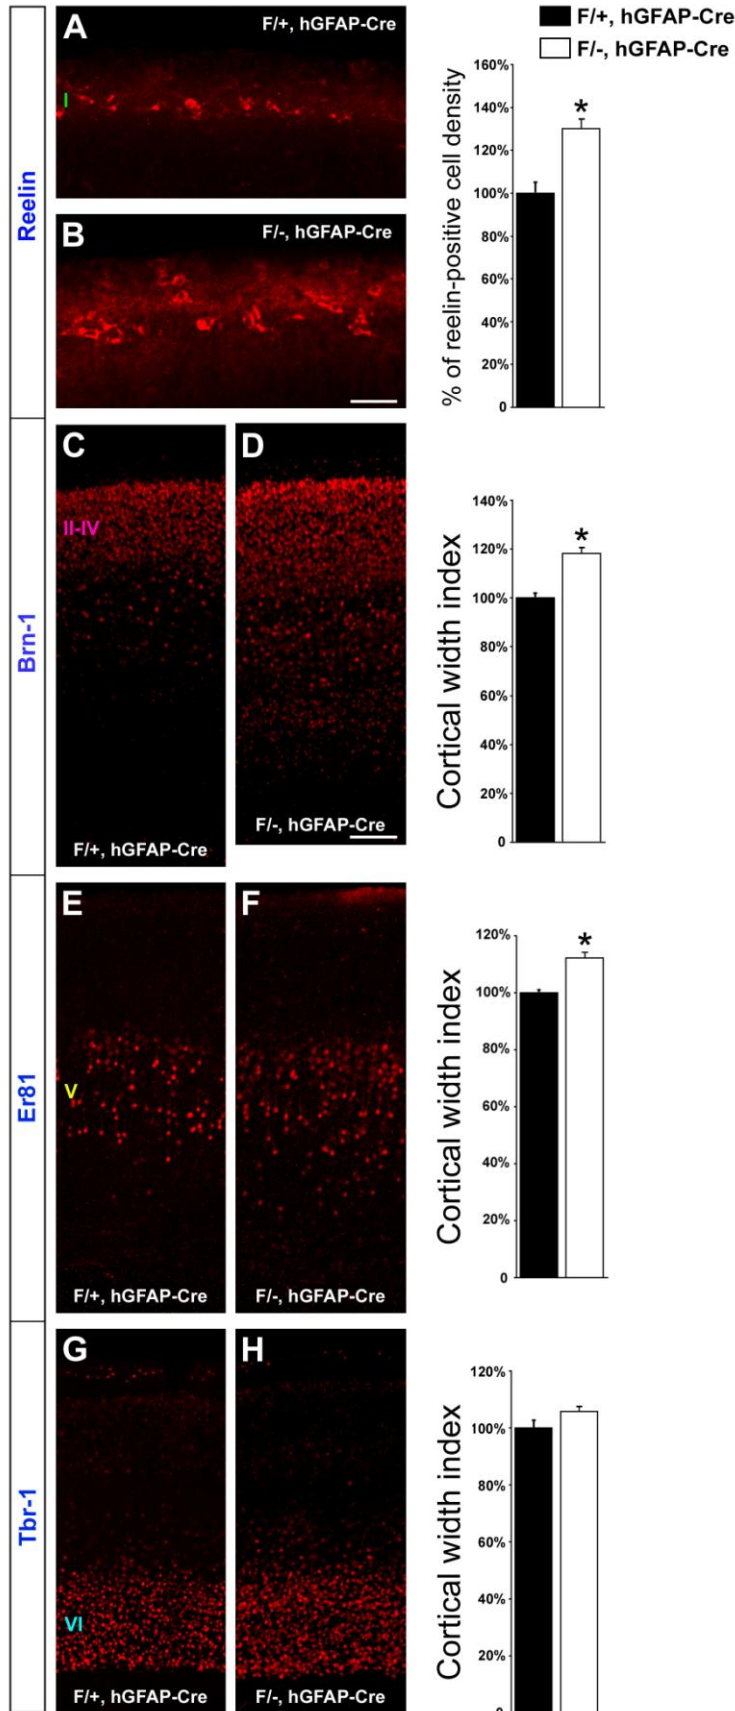 F/+, hGFAP-Cre
F/-, hGFAP-Cre
Reelin
A
F/+, hGFAP-Cre
I
B
F/-, hGFAP-Cre
% of reelin-positive cell density
160%
140%
120%
100%
80%
60%
40%
20%
0
*
Brn-1
C
II-IV
F/+, hGFAP-Cre
D
F/-, hGFAP-Cre
Cortical width index
140%
120%
100%
80%
60%
40%
20%
0
*
Er81
E
V
F/+, hGFAP-Cre
F
F/-, hGFAP-Cre
Cortical width index
120%
100%
80%
60%
40%
20%
0
*
Tbr-1
G
VI
F/+, hGFAP-Cre
H
F/-, hGFAP-Cre
Cortical width index
120%
100%
80%
60%
40%
20%
0